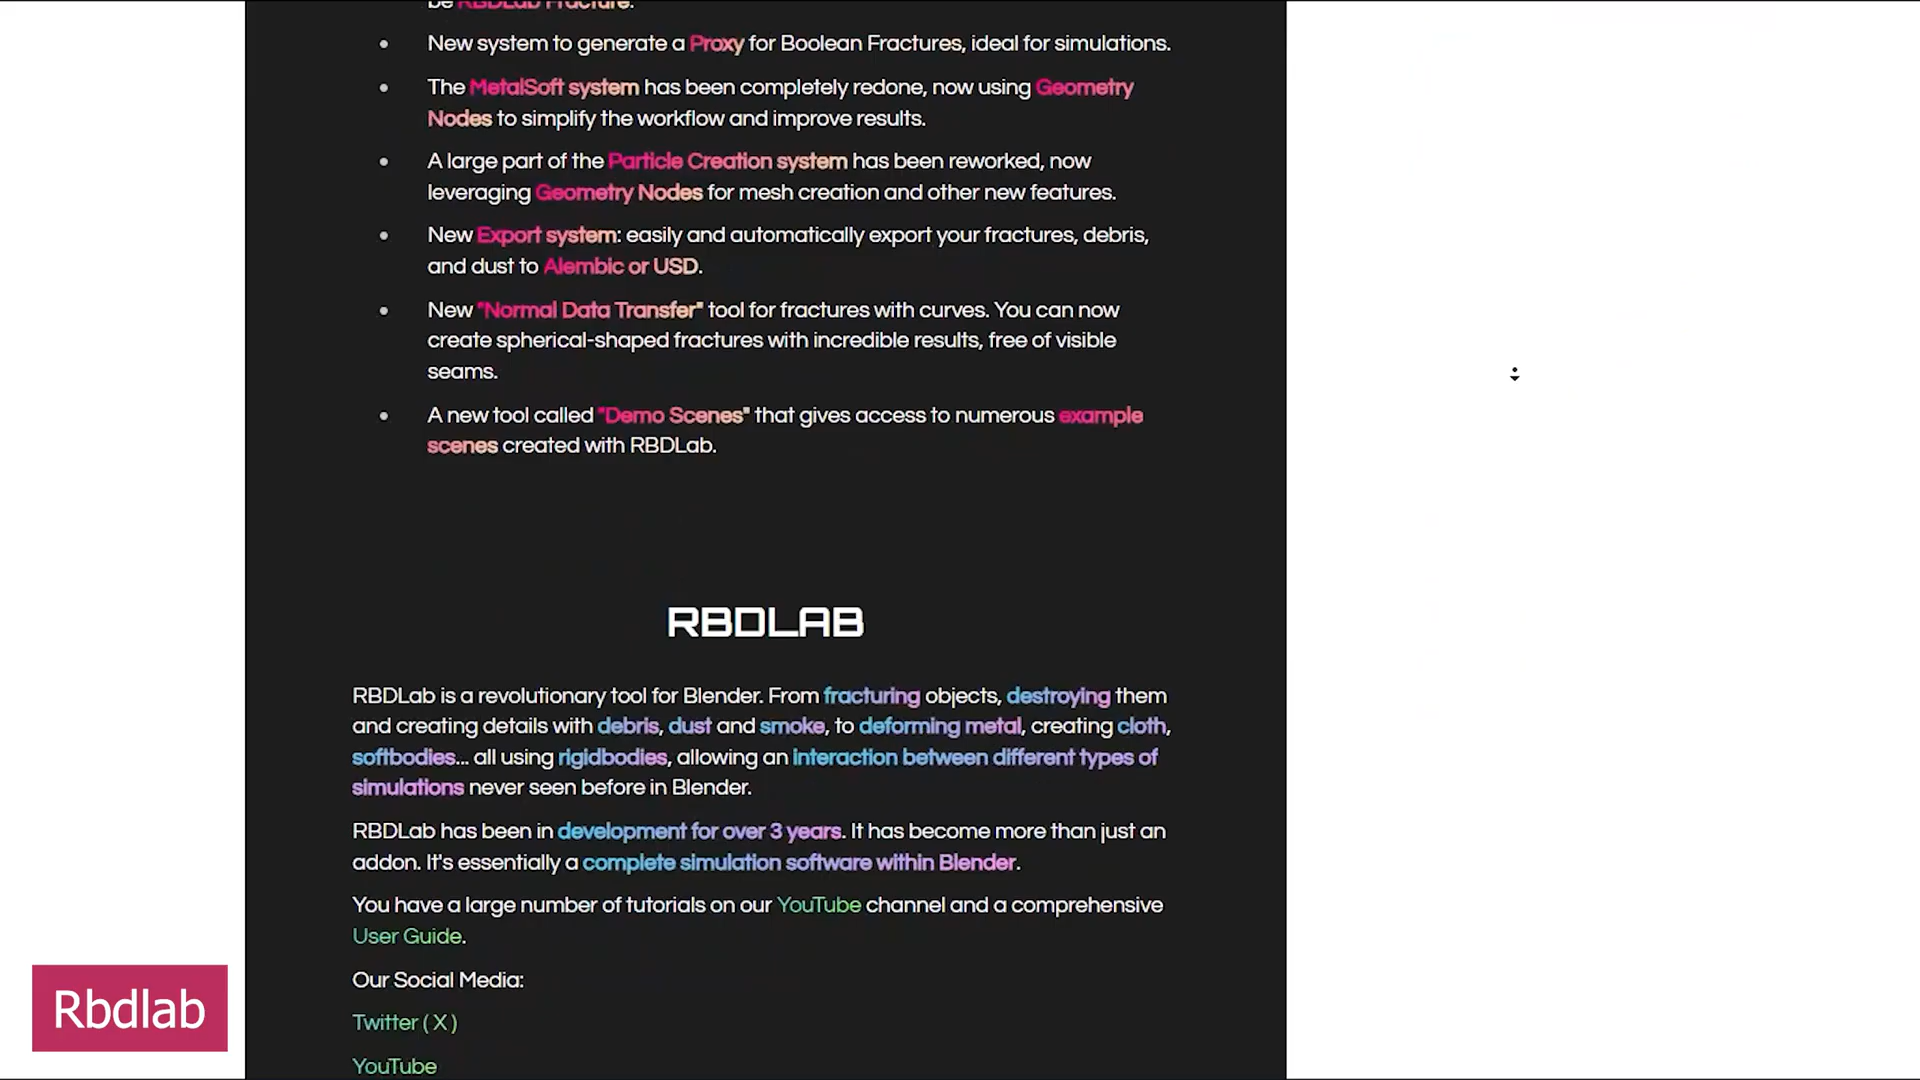 be RBDLab Fracture.
New system to generate a Proxy for Boolean Fractures, ideal for simulations.
The MetalSoft system has been completely redone, now using Geometry
Nodes to simplify the workflow and improve results.
A large part of the Particle Creation system has been reworked, now
leveraging Geometry Nodes for mesh creation and other new features.
New Export system: easily and automatically export your fractures, debris,
and dust to Alembic or USD.
New "Normal Data Transfer" tool for fractures with curves. You can now
create spherical-shaped fractures with incredible results, free of visible
seams.
A new tool called "Demo Scenes" that gives access to numerous example
scenes created with RBDLab.
RBDLAB
RBDLab is a revolutionary tool for Blender. From fracturing objects, destroying them
and creating details with debris, dust and smoke, to deforming metal, creating cloth,
softbodies... all using rigidbodies, allowing an interaction between different types of
simulations never seen before in Blender.
RBDLab has been in development for over 3 years. It has become more than just an
addon. It's essentially a complete simulation software within Blender.
You have a large number of tutorials on our YouTube channel and a comprehensive
User Guide.
Our Social Media:
Twitter ( X )
YouTube
Rbdlab